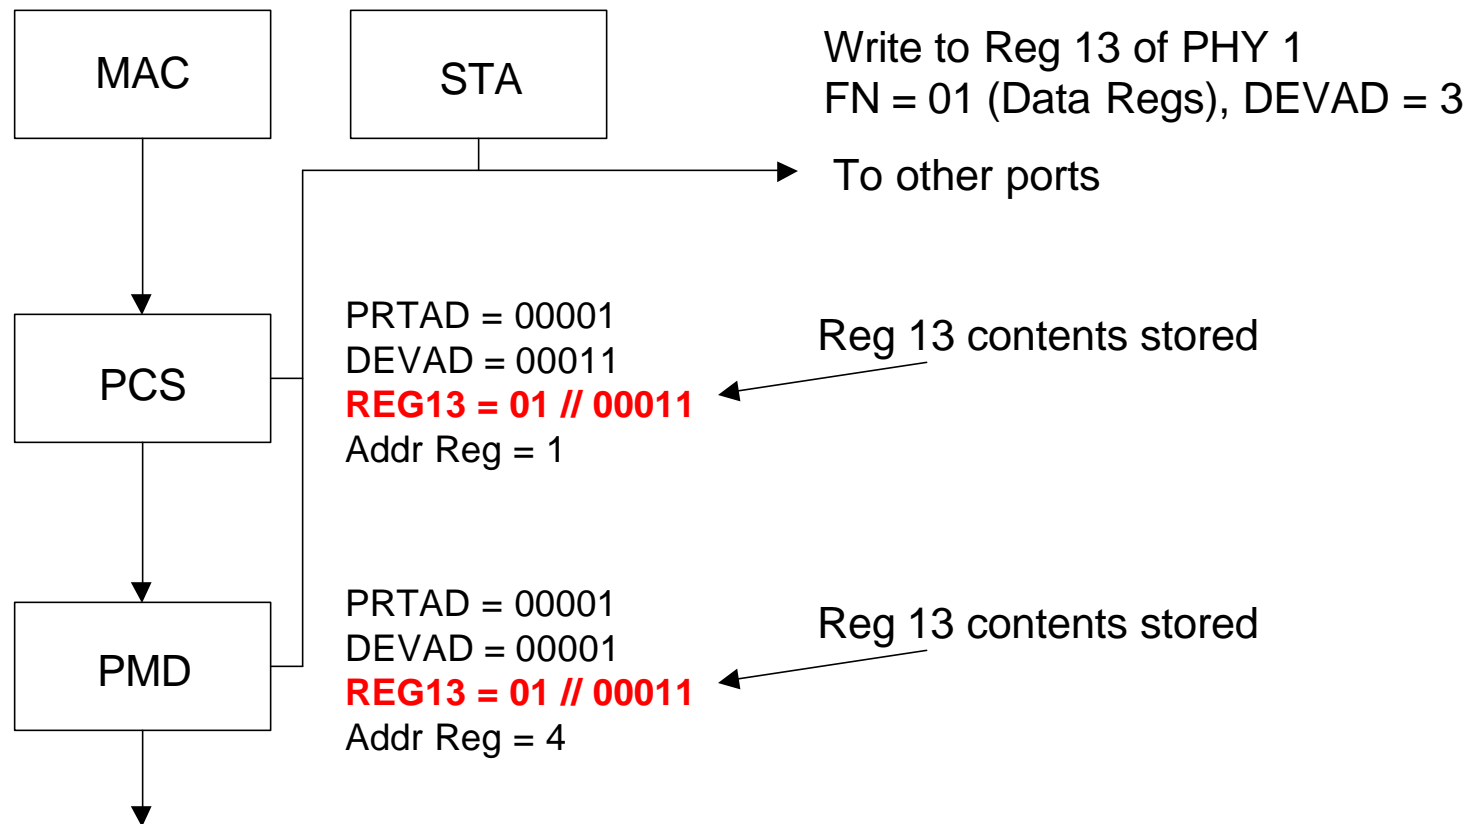 MAC
STA
Write to Reg 13 of PHY 1
FN = 01 (Data Regs), DEVAD = 3
To other ports
PRTAD = 00001
DEVAD = 00011
REG13 = 01 // 00011
Addr Reg = 1
Reg 13 contents stored
PCS
PRTAD = 00001
DEVAD = 00001
REG13 = 01 // 00011
Addr Reg = 4
Reg 13 contents stored
PMD